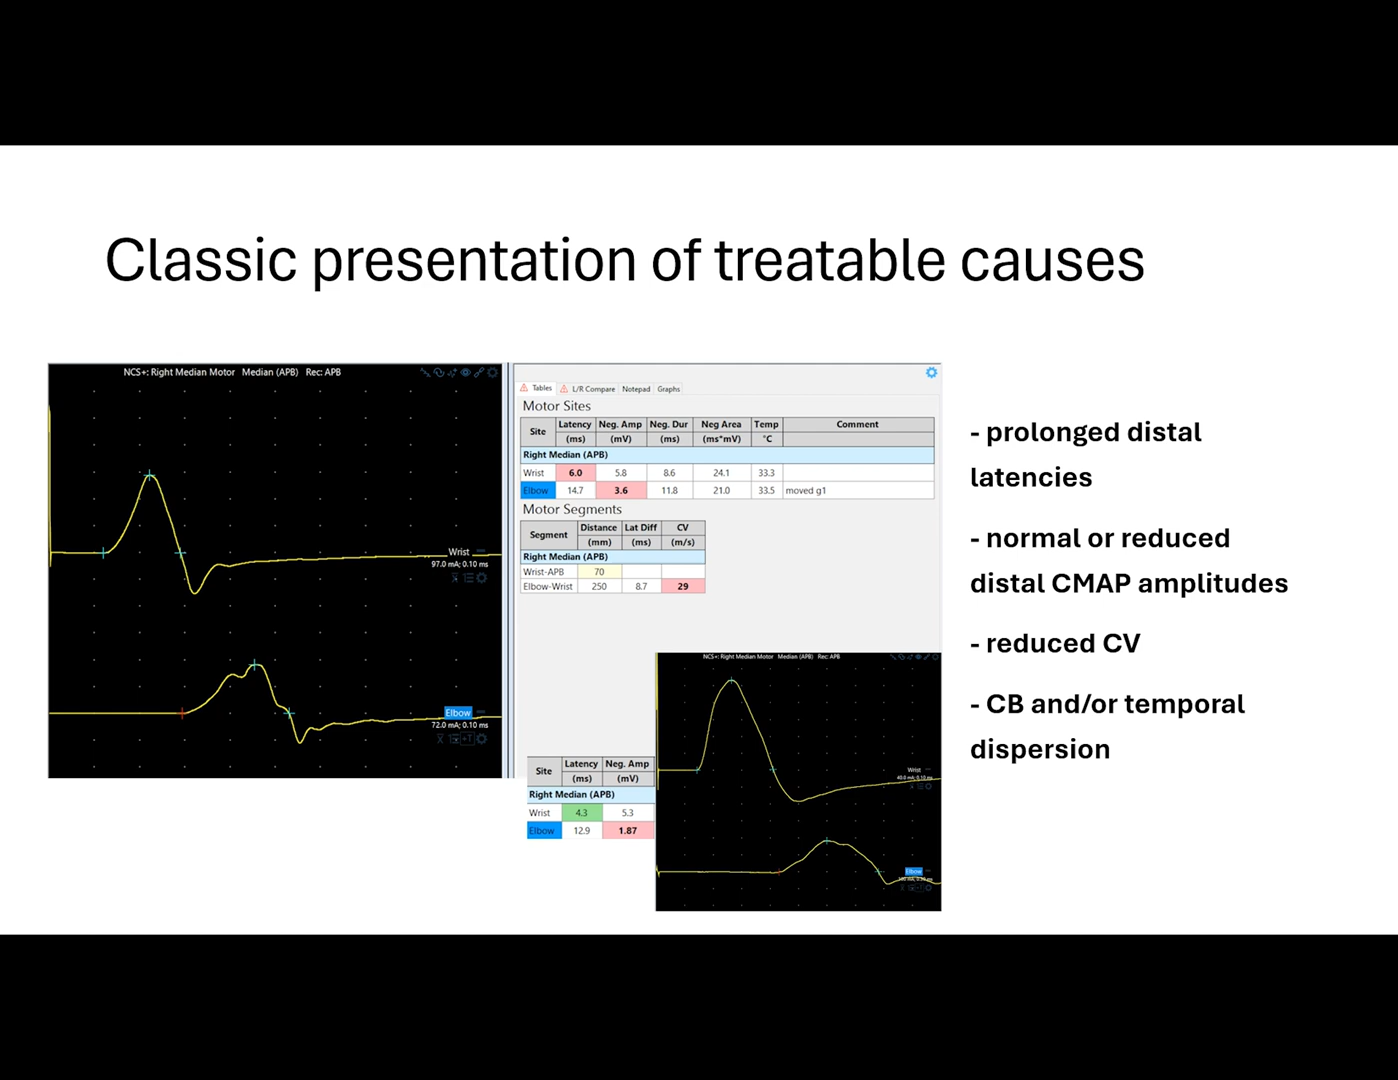 Classic presentation of treatable causes
NCS+: Right Median Motor Median (APB) Rec: APB
Wrist
97.0 mA; 0.10 ms
Elbow
72.0 mA; 0.10 ms
Tables L/R Compare Notepad Graphs
Motor Sites
Site Latency (ms) Neg. Amp (mV) Neg. Dur (ms) Neg Area (ms*mV) Temp °C Comment
Right Median (APB)
Wrist 6.0 5.8 8.6 24.1 33.3
Elbow 14.7 3.6 11.8 21.0 33.5 moved g1
Motor Segments
Segment Distance (mm) Lat Diff (ms) CV (m/s)
Right Median (APB)
Wrist-APB 70
Elbow-Wrist 250 8.7 29
Site Latency (ms) Neg. Amp (mV)
Right Median (APB)
Wrist 4.3 5.3
Elbow 12.9 1.87
NCS+: Right Median Motor Median (APB) Rec: APB
Wrist
Elbow
- prolonged distal
latencies
- normal or reduced
distal CMAP amplitudes
- reduced CV
- CB and/or temporal
dispersion